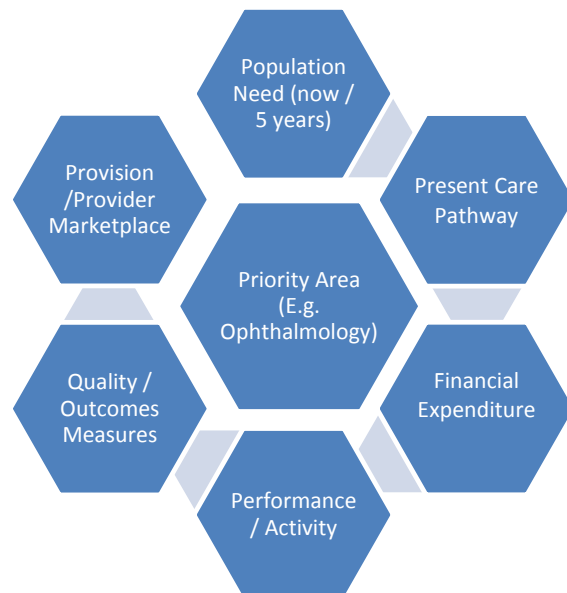 Population
Need (now /
5 years)
Provision
/Provider
Marketplace
Present Care
Pathway
Priority Area
(E.g.
Ophthalmology)
Quality /
Outcomes
Measures
Financial
Expenditure
Performance
/ Activity